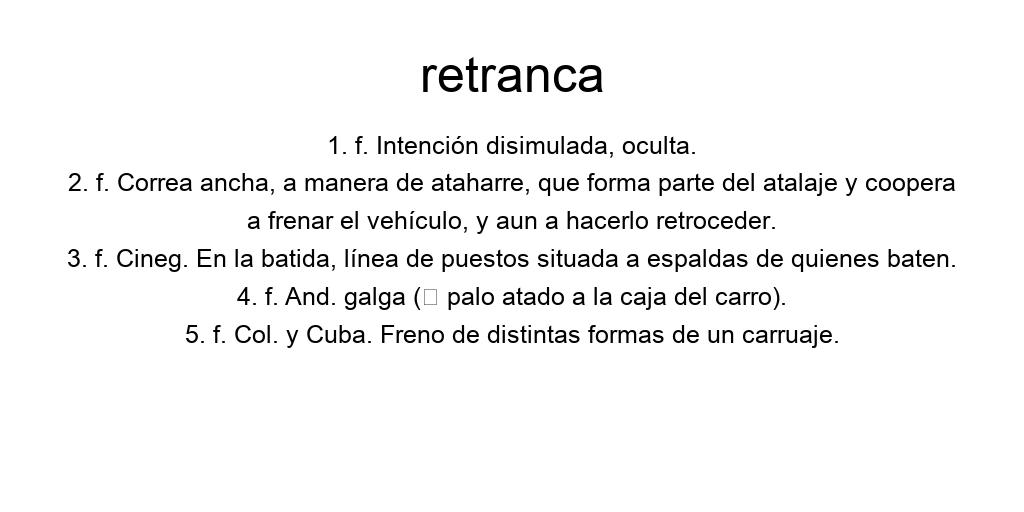 retranca
1. f. Intención disimulada, oculta.
2. f. Correa ancha, a manera de ataharre, que forma parte del atalaje y coopera
a frenar el vehículo, y aun a hacerlo retroceder.
3. f. Cineg. En la batida, línea de puestos situada a espaldas de quienes baten.
4. f. And. galga (▯ palo atado a la caja del carro).
5. f. Col. y Cuba. Freno de distintas formas de un carruaje.